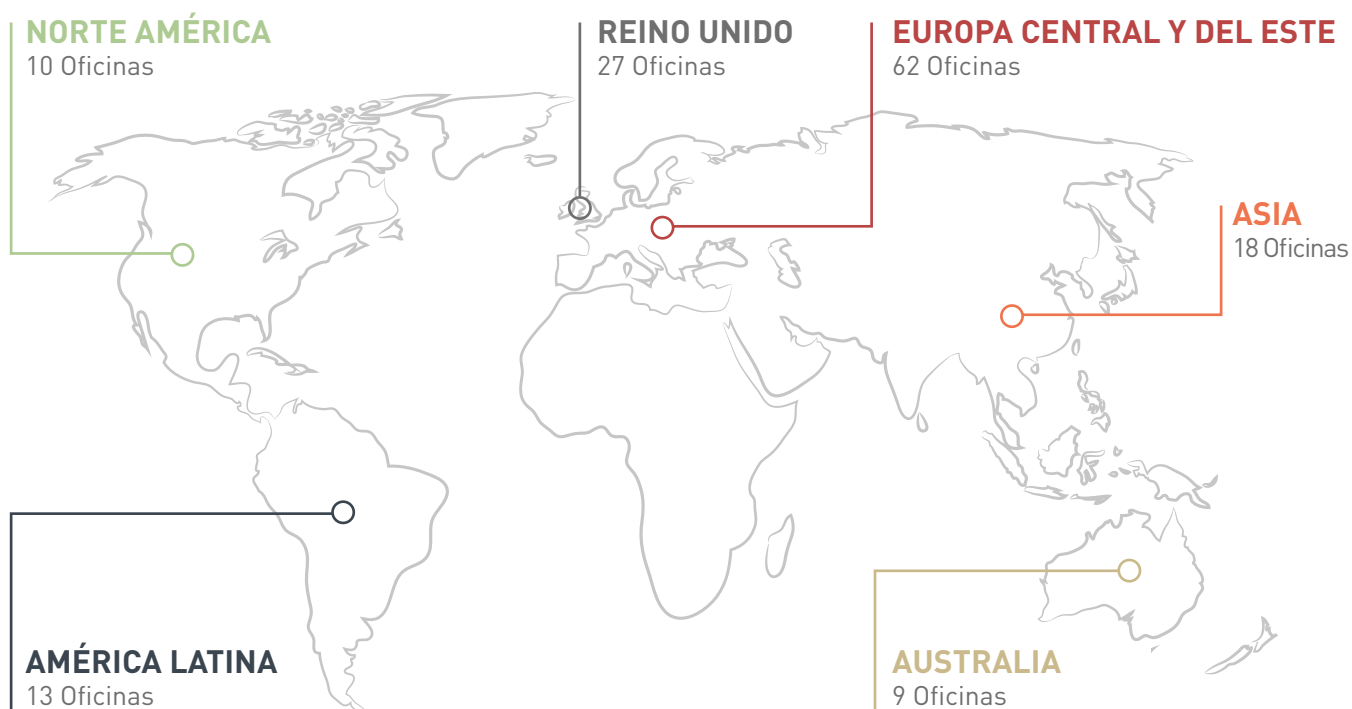 NORTE AMÉRICA
10 Oficinas
REINO UNIDO
27 Oficinas
EUROPA CENTRAL Y DEL ESTE
62 Oficinas
ASIA
18 Oficinas
AMÉRICA LATINA
13 Oficinas
AUSTRALIA
9 Oficinas